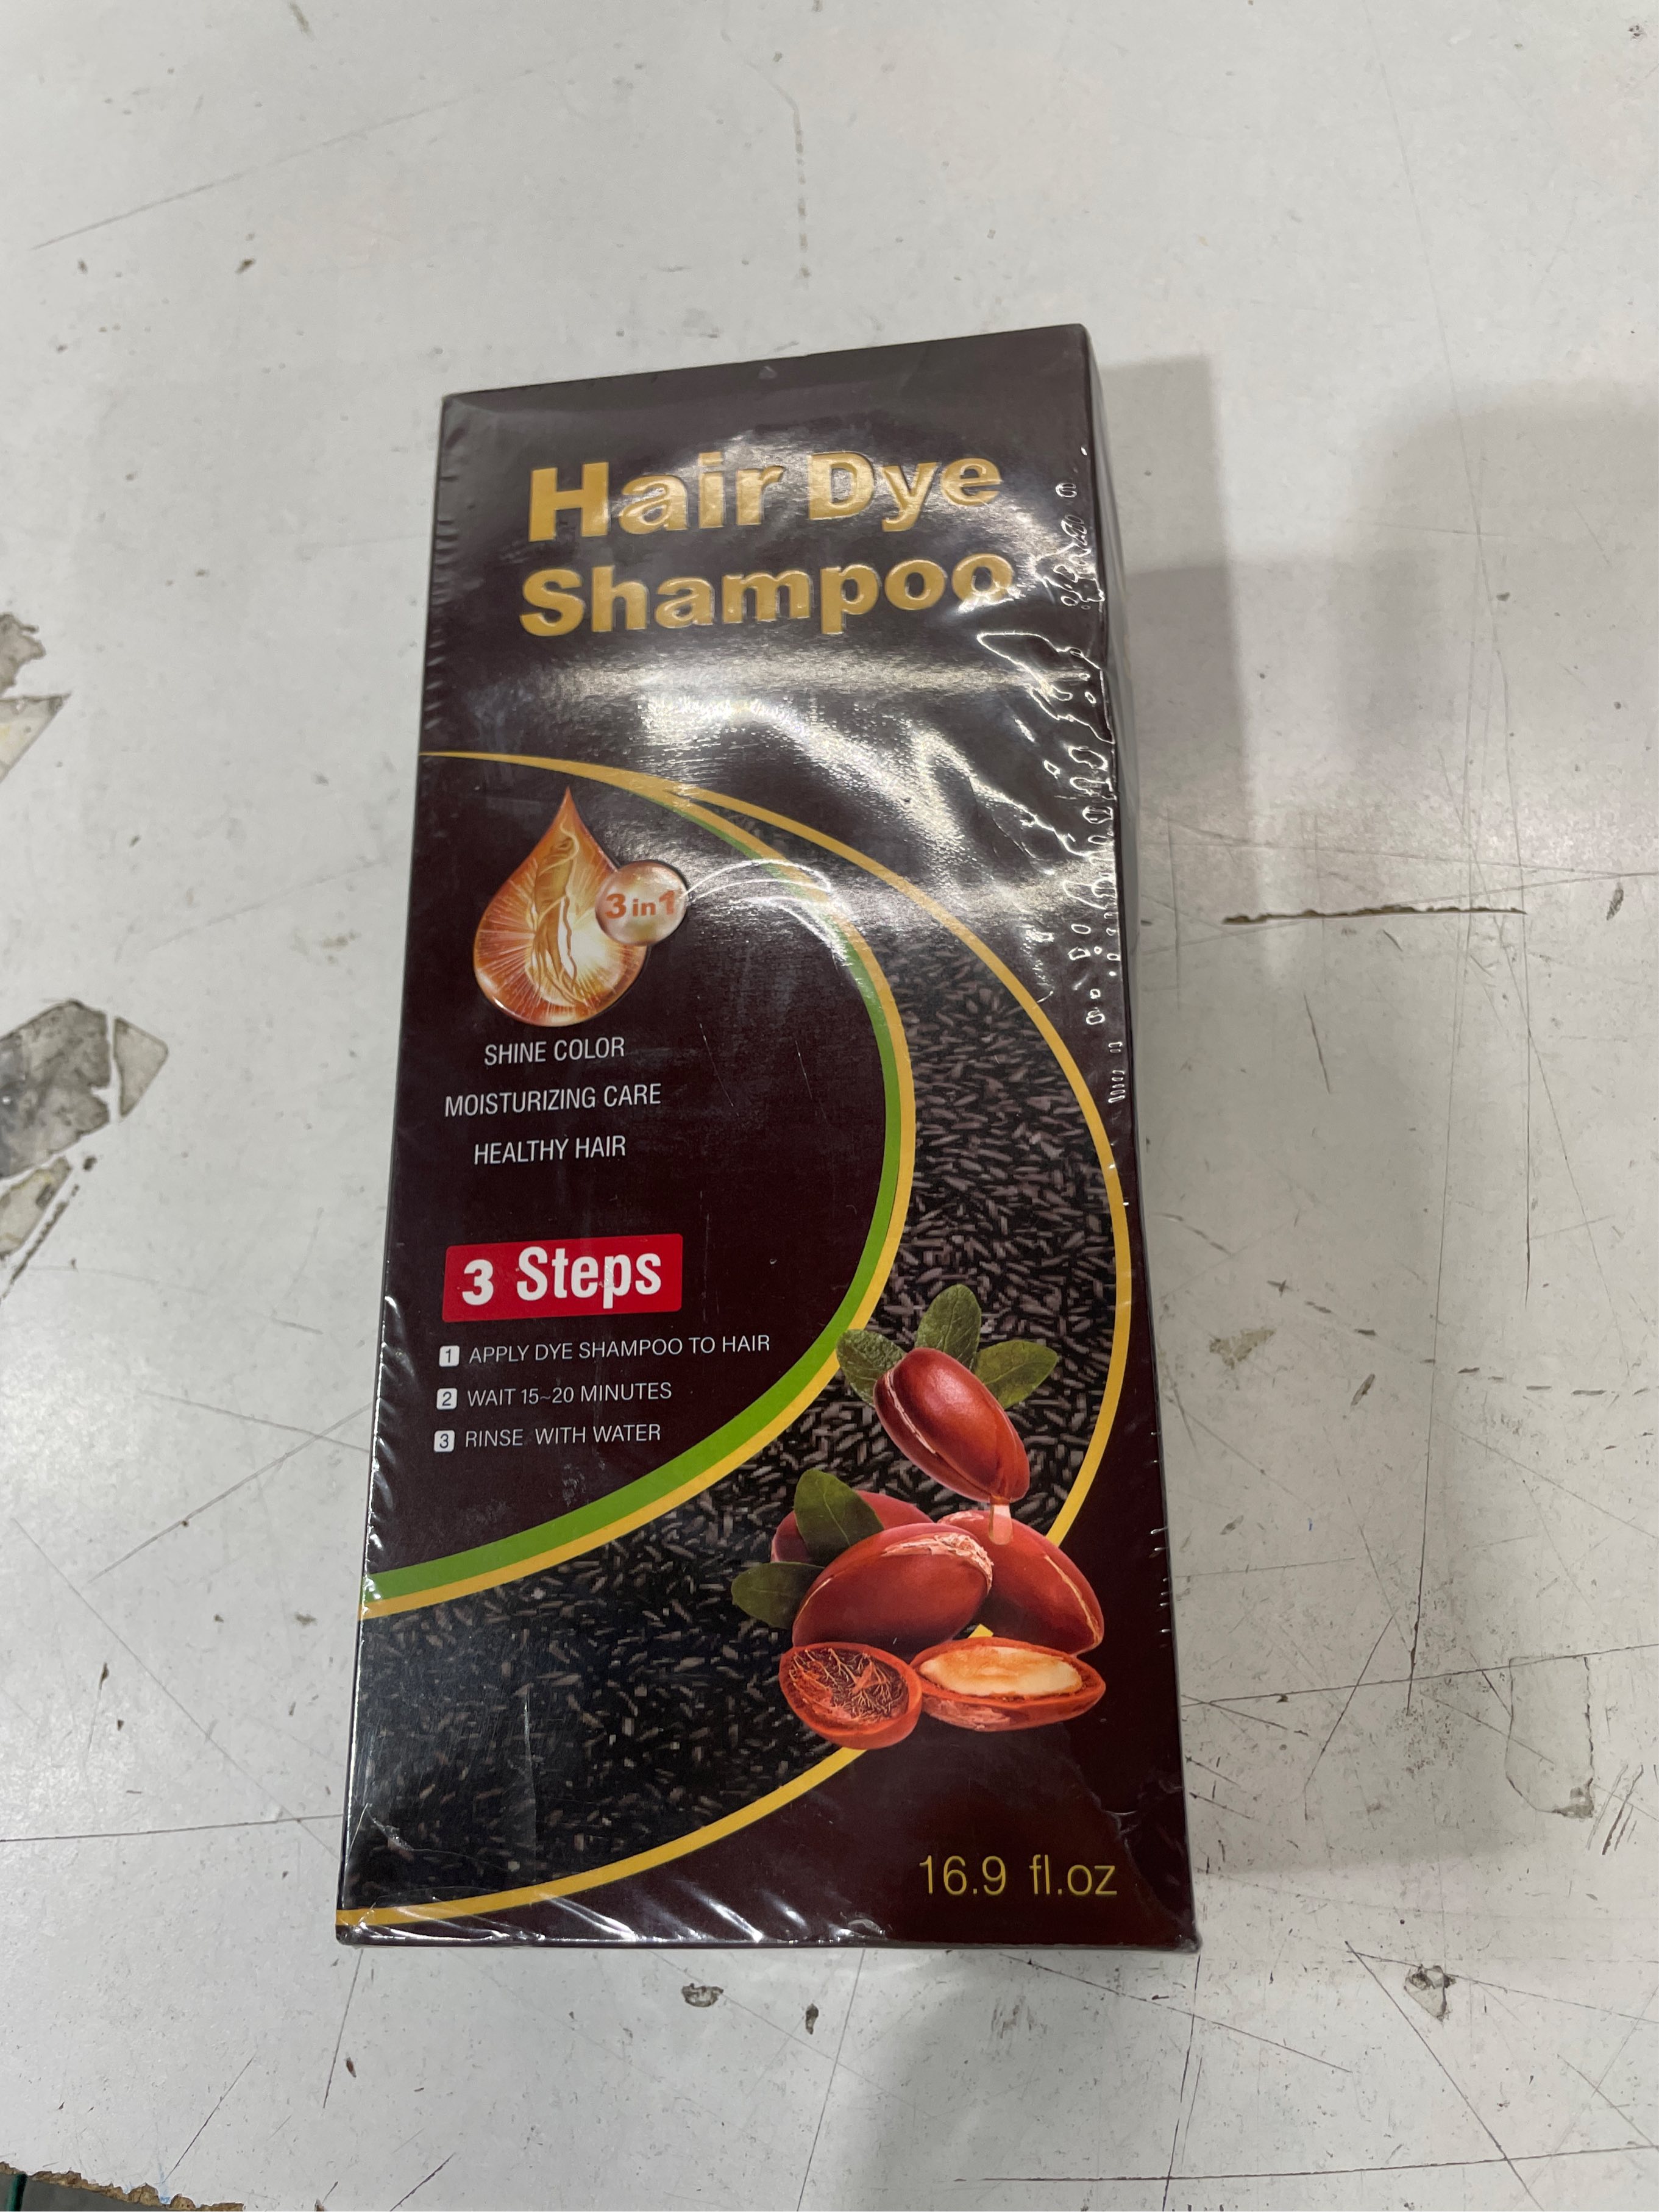 Hair Dye
Shampoo
3 in 1
SHINE COLOR
MOISTURIZING CARE
HEALTHY HAIR
3 Steps
1 APPLY DYE SHAMPOO TO HAIR
2 WAIT 15~20 MINUTES
3 RINSE WITH WATER
16.9 fl.oz